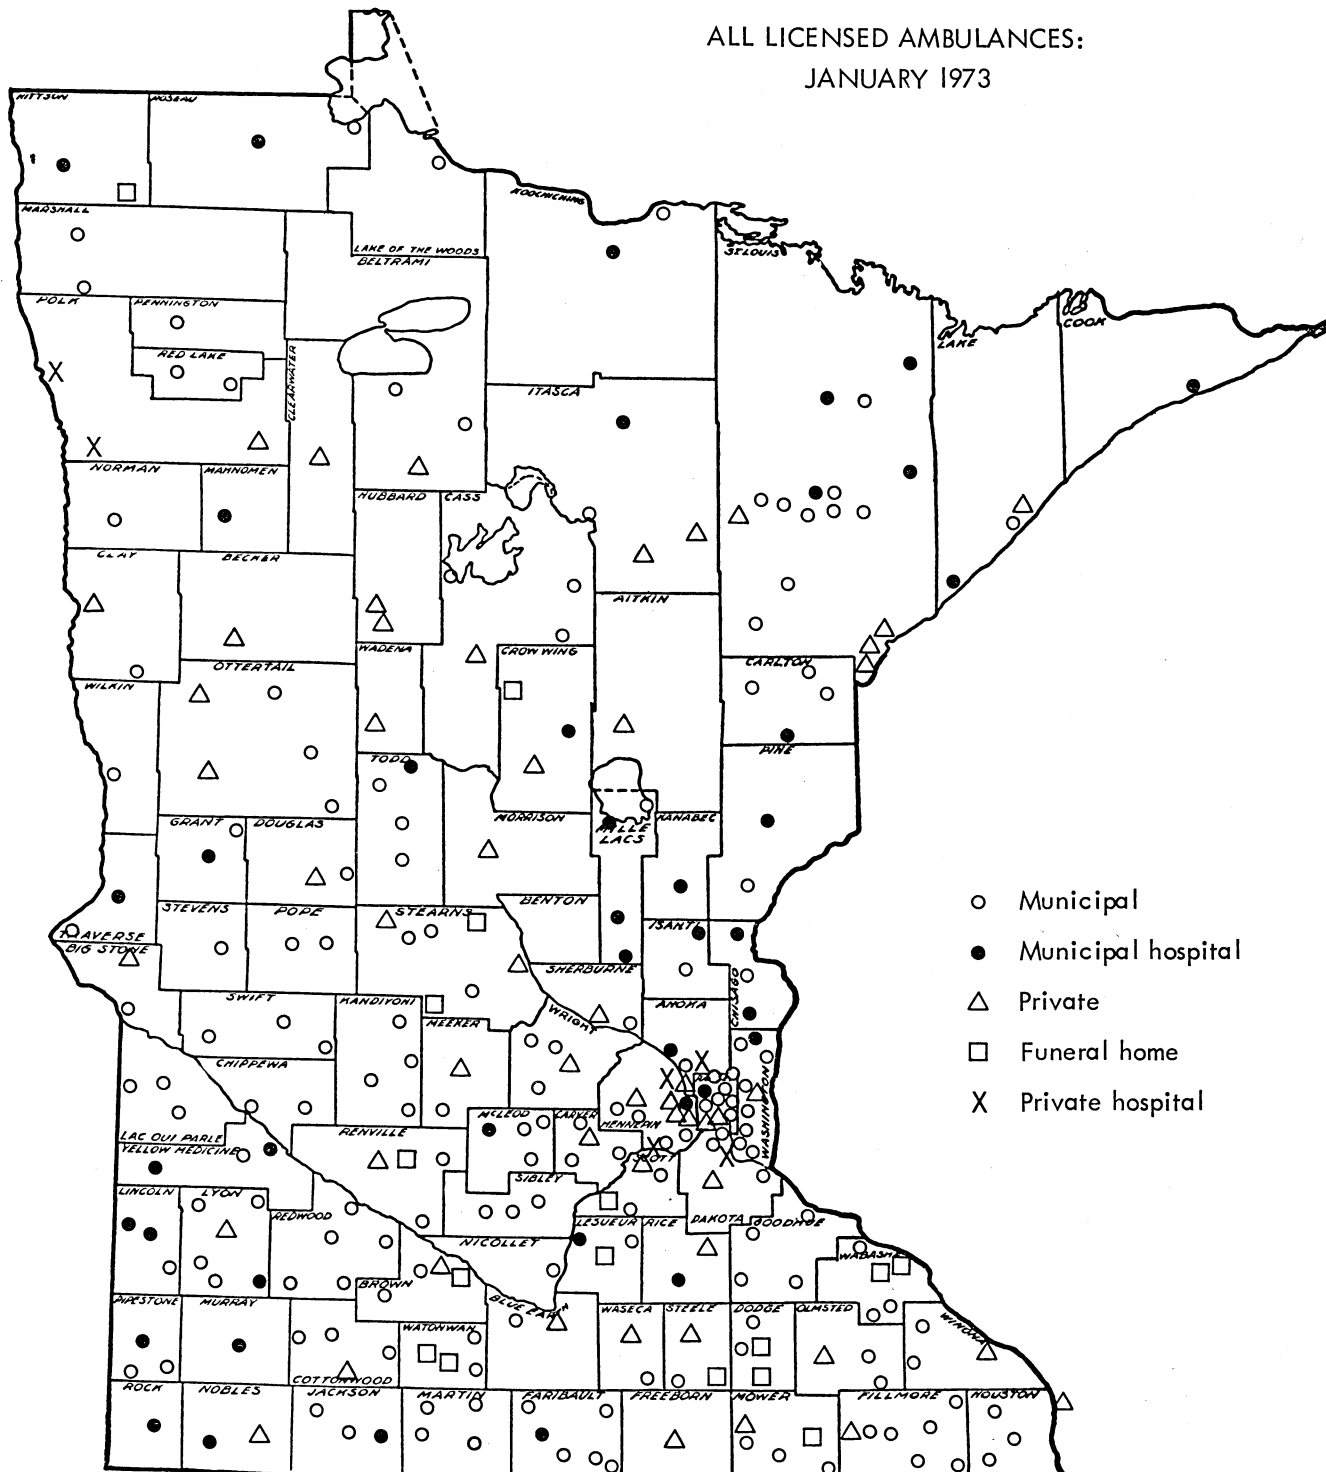 ALL LICENSED AMBULANCES:
JANUARY 1973
KITTSON
ROSEAU
MARSHALL
KOOCHICHING
LAKE OF THE WOODS
BELTRAMI
ST. LOUIS
POLK
PENNINGTON
RED LAKE
CLEARWATER
COOK
LAKE
ITASCA
NORMAN
MAHNOMEN
HUBBARD
CASS
CLAY
BECKER
AITKIN
WADENA
CROW WING
OTTERTAIL
CARLTON
WILKIN
PINE
TODD
GRANT
DOUGLAS
MORRISON
MILLE
LACS
KANABEC
BENTON
STEVENS
POPE
STEARNS
ISANTI
TRAVERSE
BIG STONE
SHERBURNE
SWIFT
KANDIYOHI
ANOKA
CHISAGO
MEEKER
WRIGHT
CHIPPEWA
WASHINGTON
MCLEOD
CARVER
HENNEPIN
LAC QUI PARLE
RENVILLE
YELLOW MEDICINE
SCOTT
SIBLEY
LINCOLN
LYON
REDWOOD
LESUEUR
RICE
DAKOTA
GOODHUE
NICOLLET
WABASHA
BROWN
PIPESTONE
MURRAY
BLUE EARTH
WASECA
STEELE
DODGE
OLMSTED
WINONA
WATONWAN
COTTONWOOD
ROCK
NOBLES
JACKSON
MARTIN
FARIBAULT
FREEBORN
MOWER
FILLMORE
HOUSTON
Municipal
Municipal hospital
Private
Funeral home
X Private hospital